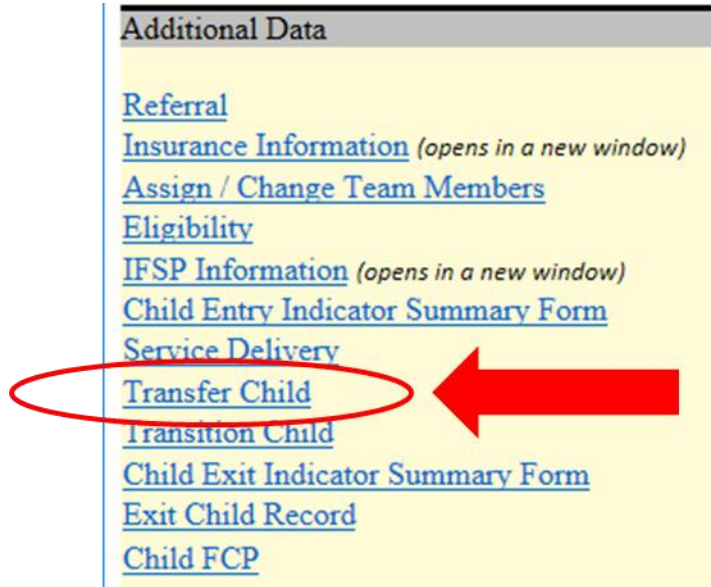 Additional Data
Referral
Insurance Information (opens in a new window)
Assign / Change Team Members
Eligibility
IFSP Information (opens in a new window)
Child Entry Indicator Summary Form
Service Delivery
Transfer Child
Transition Child
Child Exit Indicator Summary Form
Exit Child Record
Child FCP